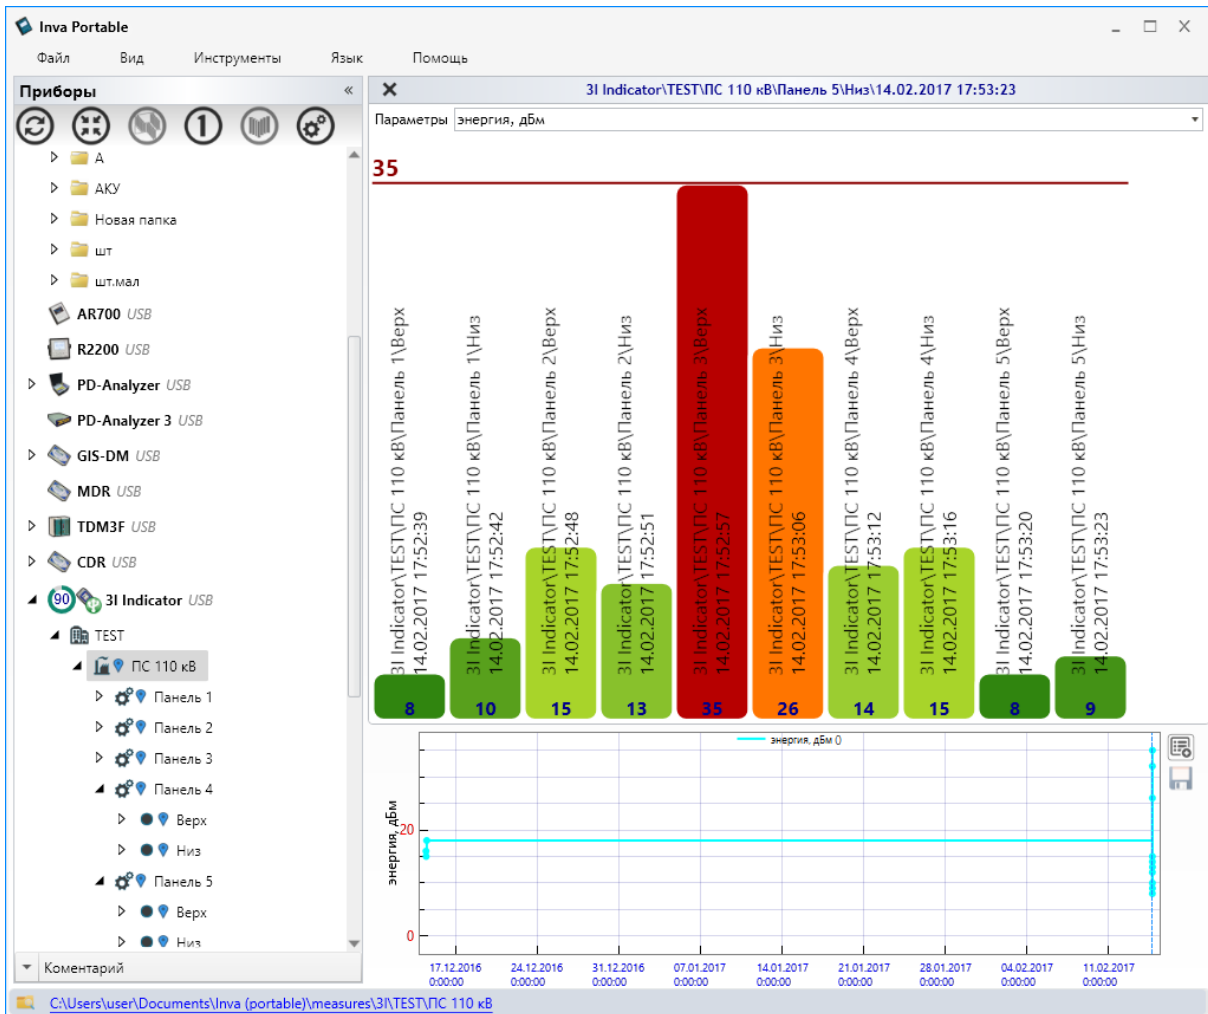 Inva Portable
Файл Вид Инструменты Язык Помощь
Приборы «
1
А
АКУ
Новая папка
шт
шт.мал
AR700 USB
R2200 USB
PD-Analyzer USB
PD-Analyzer 3 USB
GIS-DM USB
MDR USB
TDM3F USB
CDR USB
90 3I Indicator USB
TEST
ПС 110 кВ
Панель 1
Панель 2
Панель 3
Панель 4
Верх
Низ
Панель 5
Верх
Низ
Коментарий
3I Indicator\TEST\ПС 110 кВ\Панель 5\Низ\14.02.2017 17:53:23
Параметры энергия, дБм
35
3I Indicator\TEST\ПС 110 кВ\Панель 1\Верх
14.02.2017 17:52:39
8
3I Indicator\TEST\ПС 110 кВ\Панель 1\Низ
14.02.2017 17:52:42
10
3I Indicator\TEST\ПС 110 кВ\Панель 2\Верх
14.02.2017 17:52:48
15
3I Indicator\TEST\ПС 110 кВ\Панель 2\Низ
14.02.2017 17:52:51
13
3I Indicator\TEST\ПС 110 кВ\Панель 3\Верх
14.02.2017 17:52:57
35
3I Indicator\TEST\ПС 110 кВ\Панель 3\Низ
14.02.2017 17:53:06
26
3I Indicator\TEST\ПС 110 кВ\Панель 4\Верх
14.02.2017 17:53:12
14
3I Indicator\TEST\ПС 110 кВ\Панель 4\Низ
14.02.2017 17:53:16
15
3I Indicator\TEST\ПС 110 кВ\Панель 5\Верх
14.02.2017 17:53:20
8
3I Indicator\TEST\ПС 110 кВ\Панель 5\Низ
14.02.2017 17:53:23
9
энергия, дБм ()
энергия, дБм
20
0
17.12.2016 24.12.2016 31.12.2016 07.01.2017 14.01.2017 21.01.2017 28.01.2017 04.02.2017 11.02.2017
0:00:00 0:00:00 0:00:00 0:00:00 0:00:00 0:00:00 0:00:00 0:00:00 0:00:00
C:\Users\user\Documents\Inva (portable)\measures\3I\TEST\ПС 110 кВ